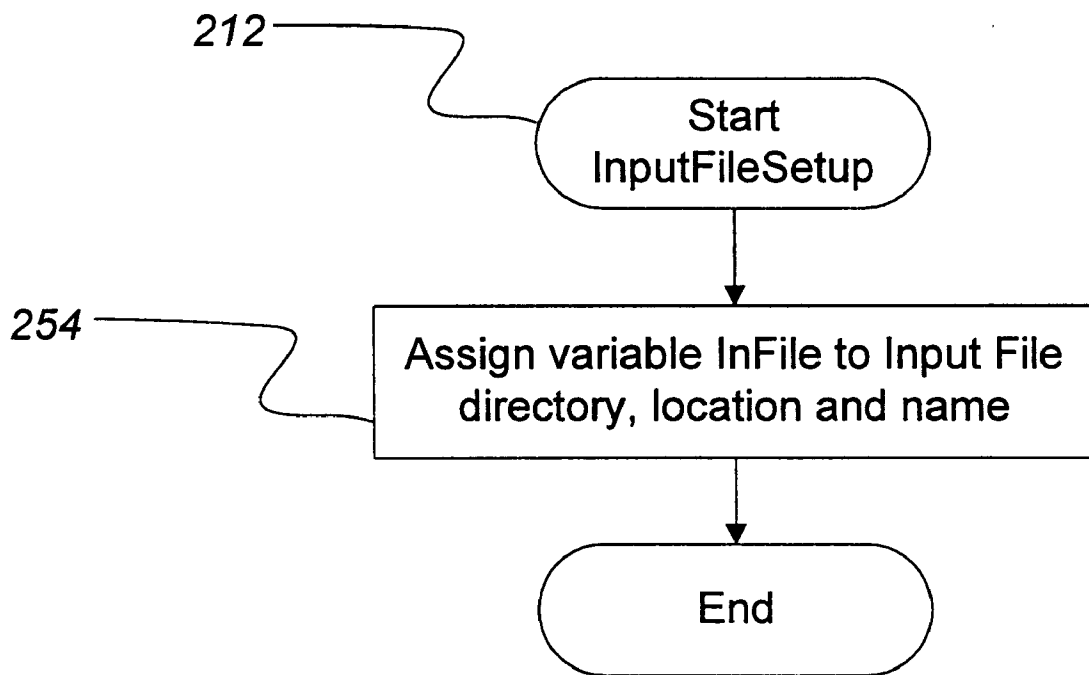 212
Start
InputFileSetup
254
Assign variable InFile to Input File
directory, location and name
End